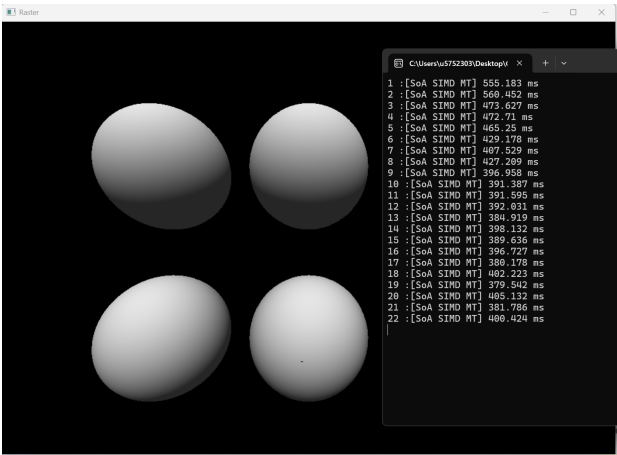 Raster
C:\Users\u5752303\Desktop\(
1 :[SoA SIMD MT] 555.183 ms
2 :[SoA SIMD MT] 560.452 ms
3 :[SoA SIMD MT] 473.627 ms
4 :[SoA SIMD MT] 472.71 ms
5 :[SoA SIMD MT] 465.25 ms
6 :[SoA SIMD MT] 429.178 ms
7 :[SoA SIMD MT] 407.529 ms
8 :[SoA SIMD MT] 427.209 ms
9 :[SoA SIMD MT] 396.958 ms
10 :[SoA SIMD MT] 391.387 ms
11 :[SoA SIMD MT] 391.595 ms
12 :[SoA SIMD MT] 392.031 ms
13 :[SoA SIMD MT] 384.919 ms
14 :[SoA SIMD MT] 398.132 ms
15 :[SoA SIMD MT] 389.636 ms
16 :[SoA SIMD MT] 396.727 ms
17 :[SoA SIMD MT] 380.178 ms
18 :[SoA SIMD MT] 402.223 ms
19 :[SoA SIMD MT] 379.542 ms
20 :[SoA SIMD MT] 405.132 ms
21 :[SoA SIMD MT] 381.786 ms
22 :[SoA SIMD MT] 400.424 ms